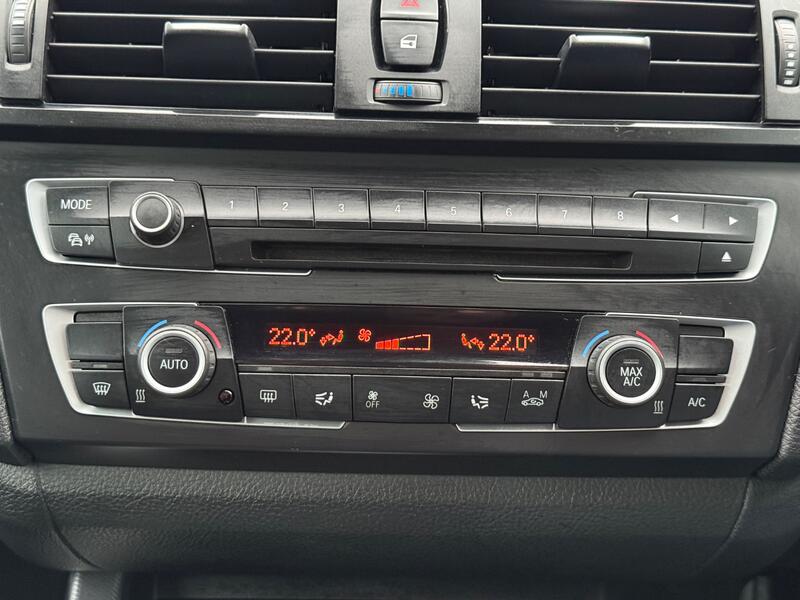 MODE 1 2 3 4 5 6 7 8
22.0° 22.0°
AUTO MAX A/C
OFF A M A/C